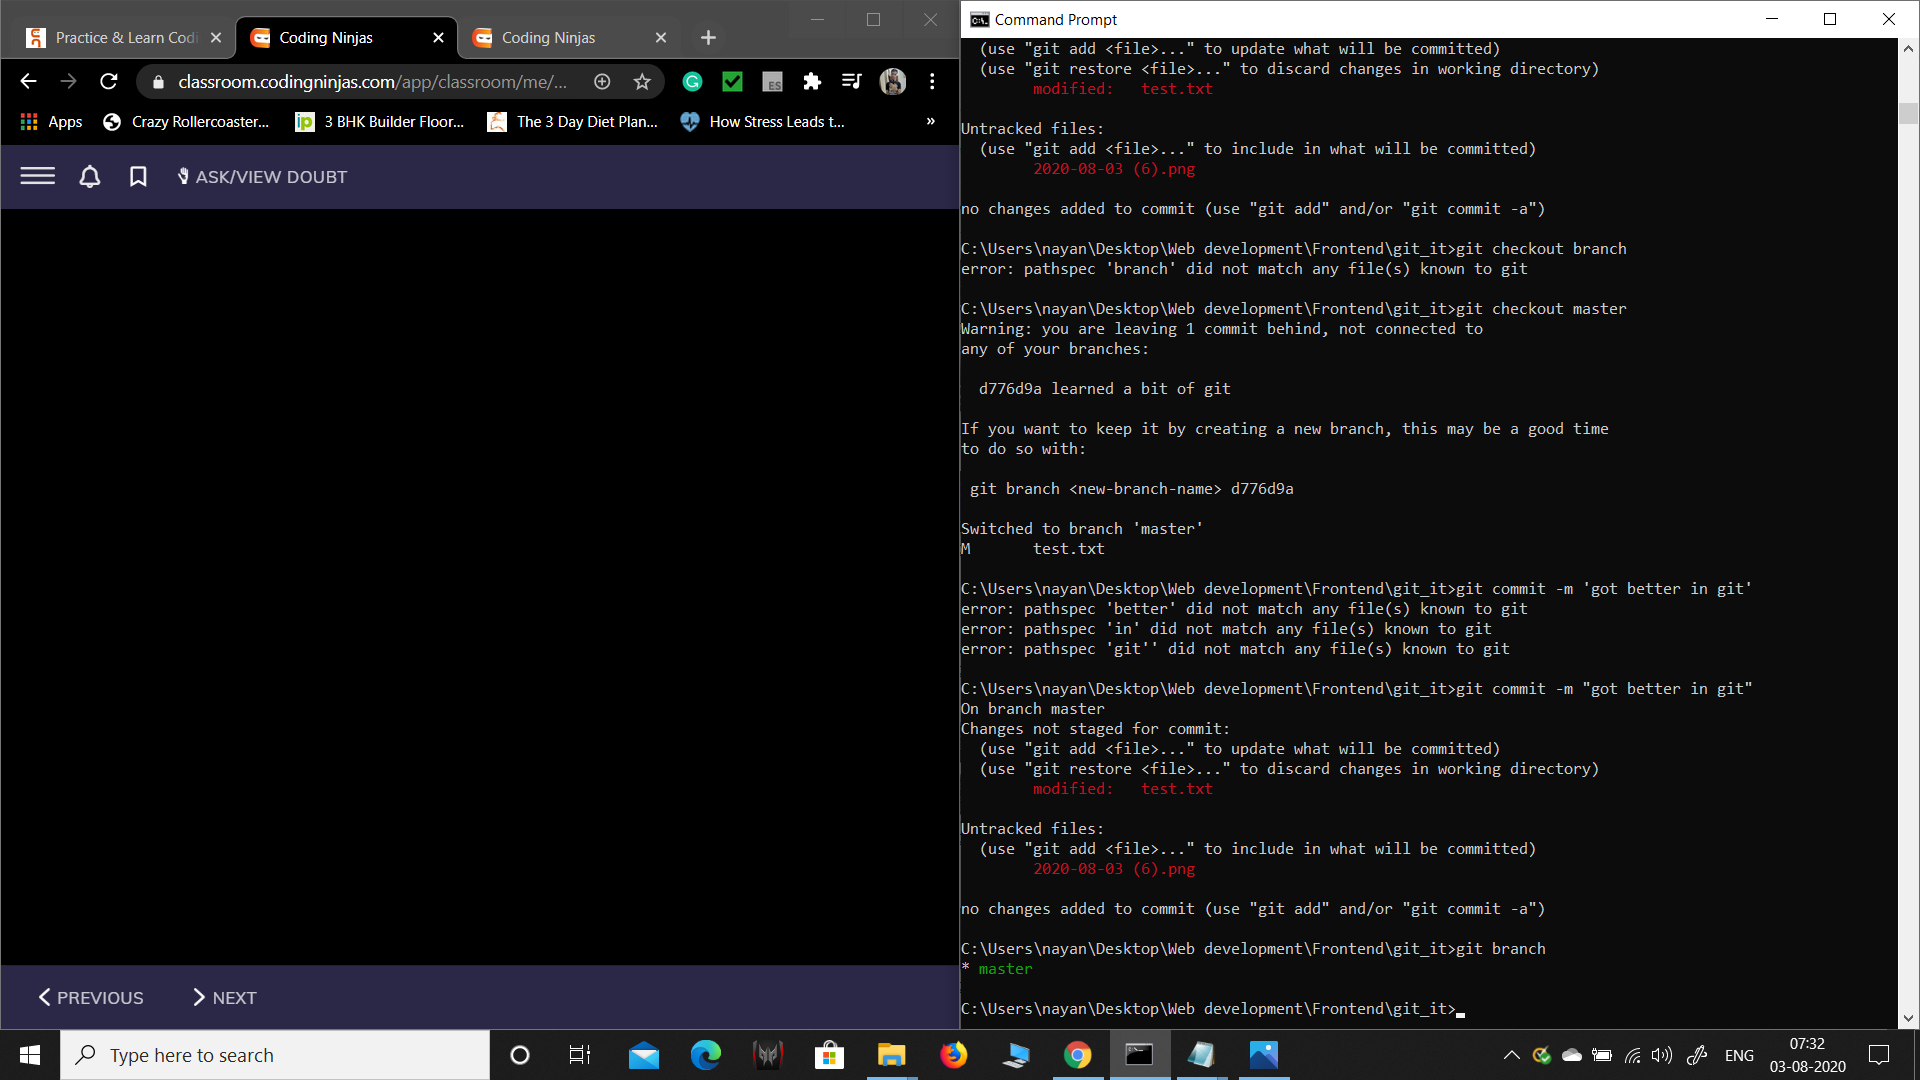 Practice & Learn Codi
Coding Ninjas
Coding Ninjas
classroom.codingninjas.com/app/classroom/me/...
ES
Apps
Crazy Rollercoaster...
ip
3 BHK Builder Floor...
The 3 Day Diet Plan...
How Stress Leads t...
»
ASK/VIEW DOUBT
PREVIOUS
NEXT
Command Prompt
(use "git add <file>..." to update what will be committed)
(use "git restore <file>..." to discard changes in working directory)
modified:   test.txt
Untracked files:
(use "git add <file>..." to include in what will be committed)
2020-08-03 (6).png
no changes added to commit (use "git add" and/or "git commit -a")
C:\Users\nayan\Desktop\Web development\Frontend\git_it>git checkout branch
error: pathspec 'branch' did not match any file(s) known to git
C:\Users\nayan\Desktop\Web development\Frontend\git_it>git checkout master
Warning: you are leaving 1 commit behind, not connected to
any of your branches:
d776d9a learned a bit of git
If you want to keep it by creating a new branch, this may be a good time
to do so with:
git branch <new-branch-name> d776d9a
Switched to branch 'master'
M       test.txt
C:\Users\nayan\Desktop\Web development\Frontend\git_it>git commit -m 'got better in git'
error: pathspec 'better' did not match any file(s) known to git
error: pathspec 'in' did not match any file(s) known to git
error: pathspec 'git'' did not match any file(s) known to git
C:\Users\nayan\Desktop\Web development\Frontend\git_it>git commit -m "got better in git"
On branch master
Changes not staged for commit:
(use "git add <file>..." to update what will be committed)
(use "git restore <file>..." to discard changes in working directory)
modified:   test.txt
Untracked files:
(use "git add <file>..." to include in what will be committed)
2020-08-03 (6).png
no changes added to commit (use "git add" and/or "git commit -a")
C:\Users\nayan\Desktop\Web development\Frontend\git_it>git branch
* master
C:\Users\nayan\Desktop\Web development\Frontend\git_it>
Type here to search
ENG
07:32
03-08-2020